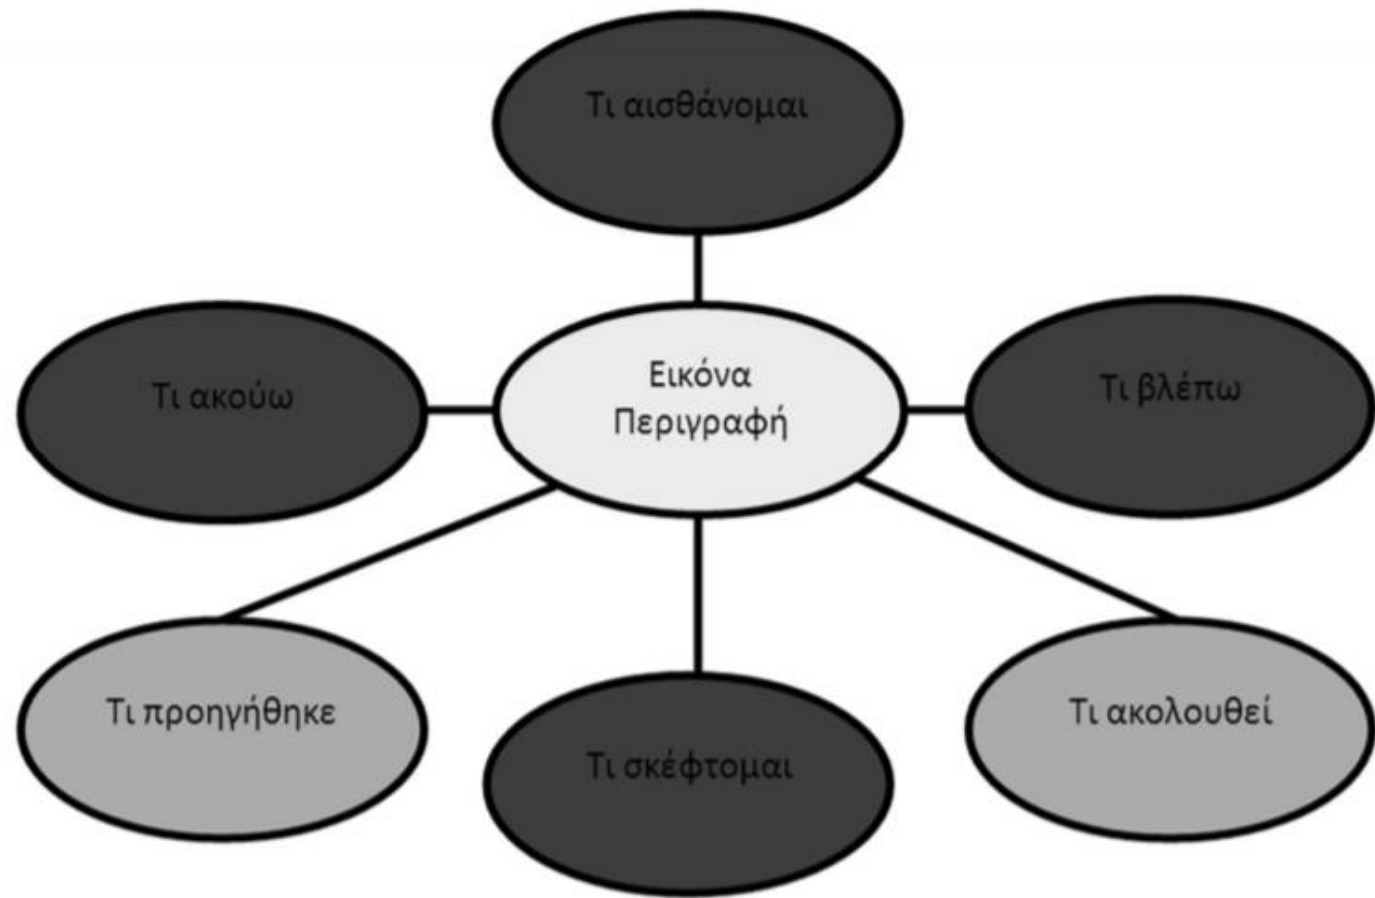 Τι αισθάνομαι
Τι ακούω
Εικόνα
Περιγραφή
Τι βλέπω
Τι προηγήθηκε
Τι σκέφτομαι
Τι ακολουθεί